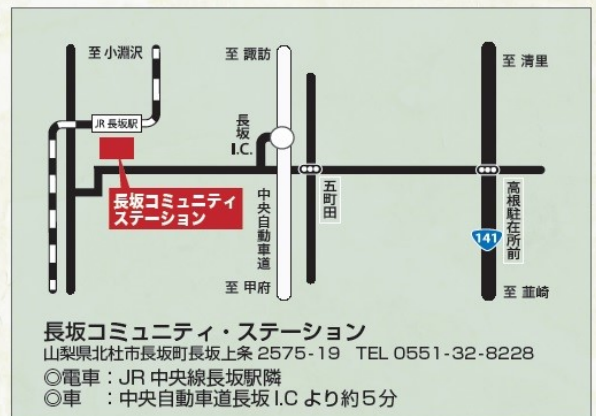 至 小淵沢
至 諏訪
至 清里
JR 長坂駅
長坂
I.C.
長坂コミュニティ
ステーション
中央自動車道
五町田
高根駐在所前
141
至 甲府
至 韮崎
長坂コミュニティ・ステーション
山梨県北杜市長坂町長坂上条 2575-19 TEL 0551-32-8228
◎電車：JR 中央線長坂駅隣
◎車　：中央自動車道長坂 I.C より約５分